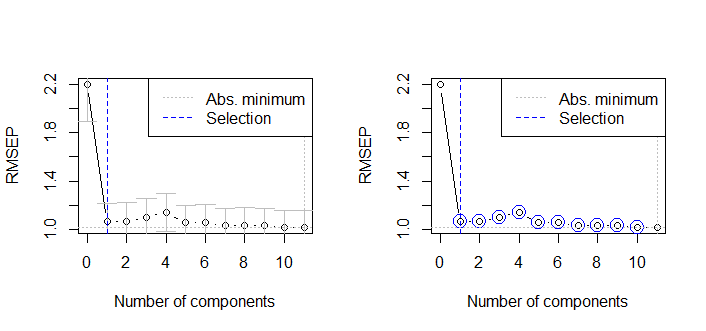 Abs. minimum
Selection
RMSEP
2.2
1.8
1.4
1.0
0 2 4 6 8 10
Number of components
Abs. minimum
Selection
RMSEP
2.2
1.8
1.4
1.0
0 2 4 6 8 10
Number of components